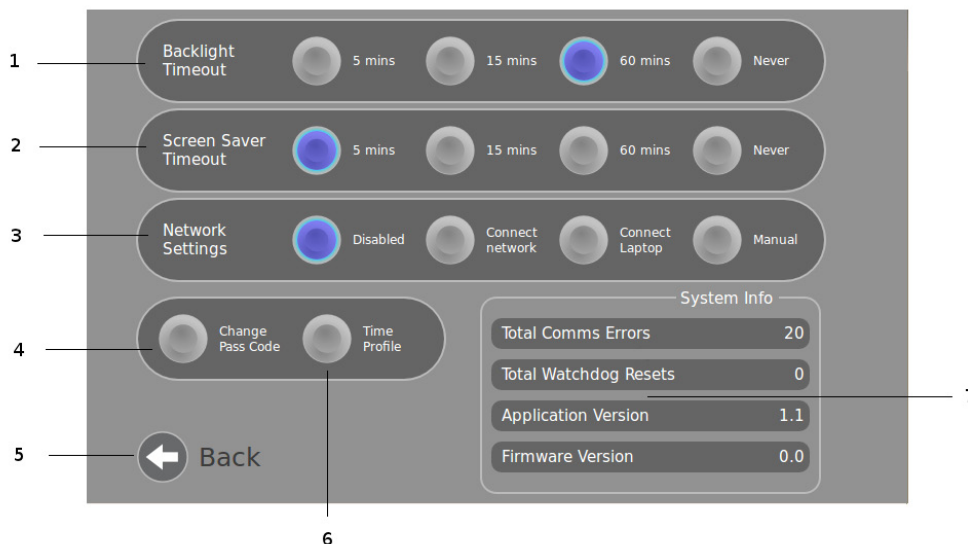 1
Backlight
Timeout
5 mins
15 mins
60 mins
Never
2
Screen Saver
Timeout
5 mins
15 mins
60 mins
Never
3
Network
Settings
Disabled
Connect
network
Connect
Laptop
Manual
4
Change
Pass Code
Time
Profile
System Info
Total Comms Errors 20
Total Watchdog Resets 0
Application Version 1.1
Firmware Version 0.0
5
Back
6